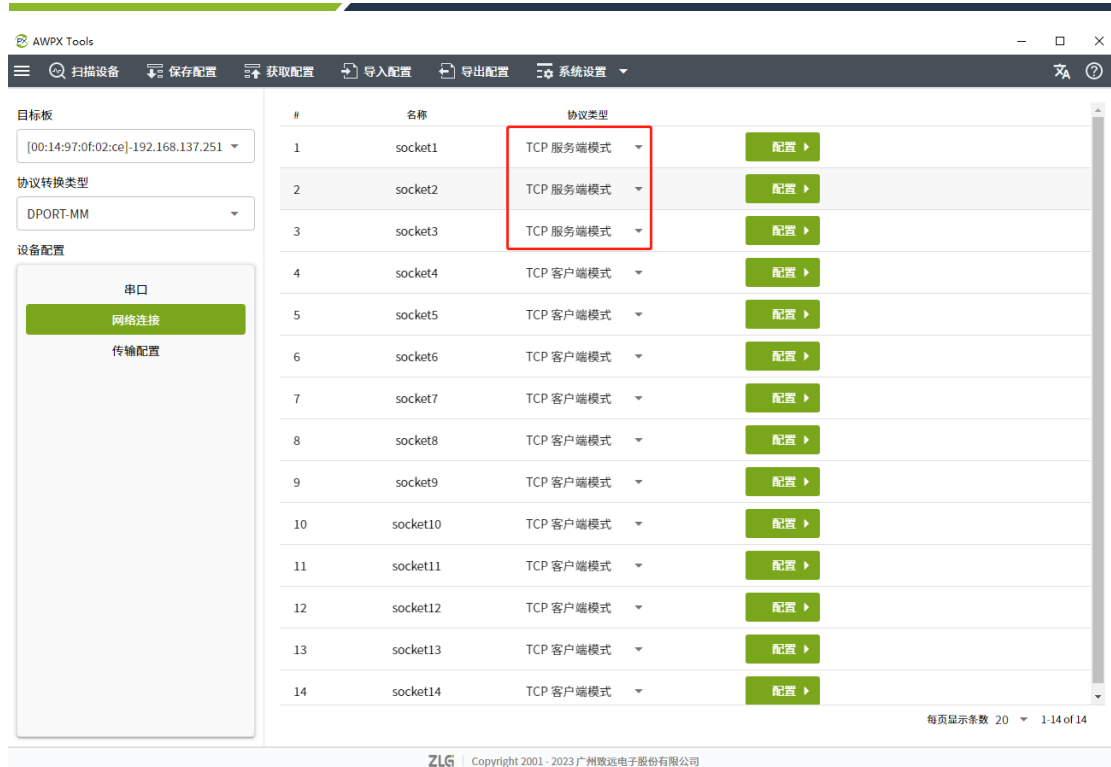 AWPX Tools
扫描设备 保存配置 获取配置 导入配置 导出配置 系统设置
目标板
[00:14:97:0f:02:ce]-192.168.137.251
协议转换类型
DPORT-MM
设备配置
串口
网络连接
传输配置
# 名称 协议类型
1 socket1 TCP 服务端模式 配置
2 socket2 TCP 服务端模式 配置
3 socket3 TCP 服务端模式 配置
4 socket4 TCP 客户端模式 配置
5 socket5 TCP 客户端模式 配置
6 socket6 TCP 客户端模式 配置
7 socket7 TCP 客户端模式 配置
8 socket8 TCP 客户端模式 配置
9 socket9 TCP 客户端模式 配置
10 socket10 TCP 客户端模式 配置
11 socket11 TCP 客户端模式 配置
12 socket12 TCP 客户端模式 配置
13 socket13 TCP 客户端模式 配置
14 socket14 TCP 客户端模式 配置
每页显示条数 20 1-14 of 14
ZLG Copyright 2001 - 2023 广州致远电子股份有限公司